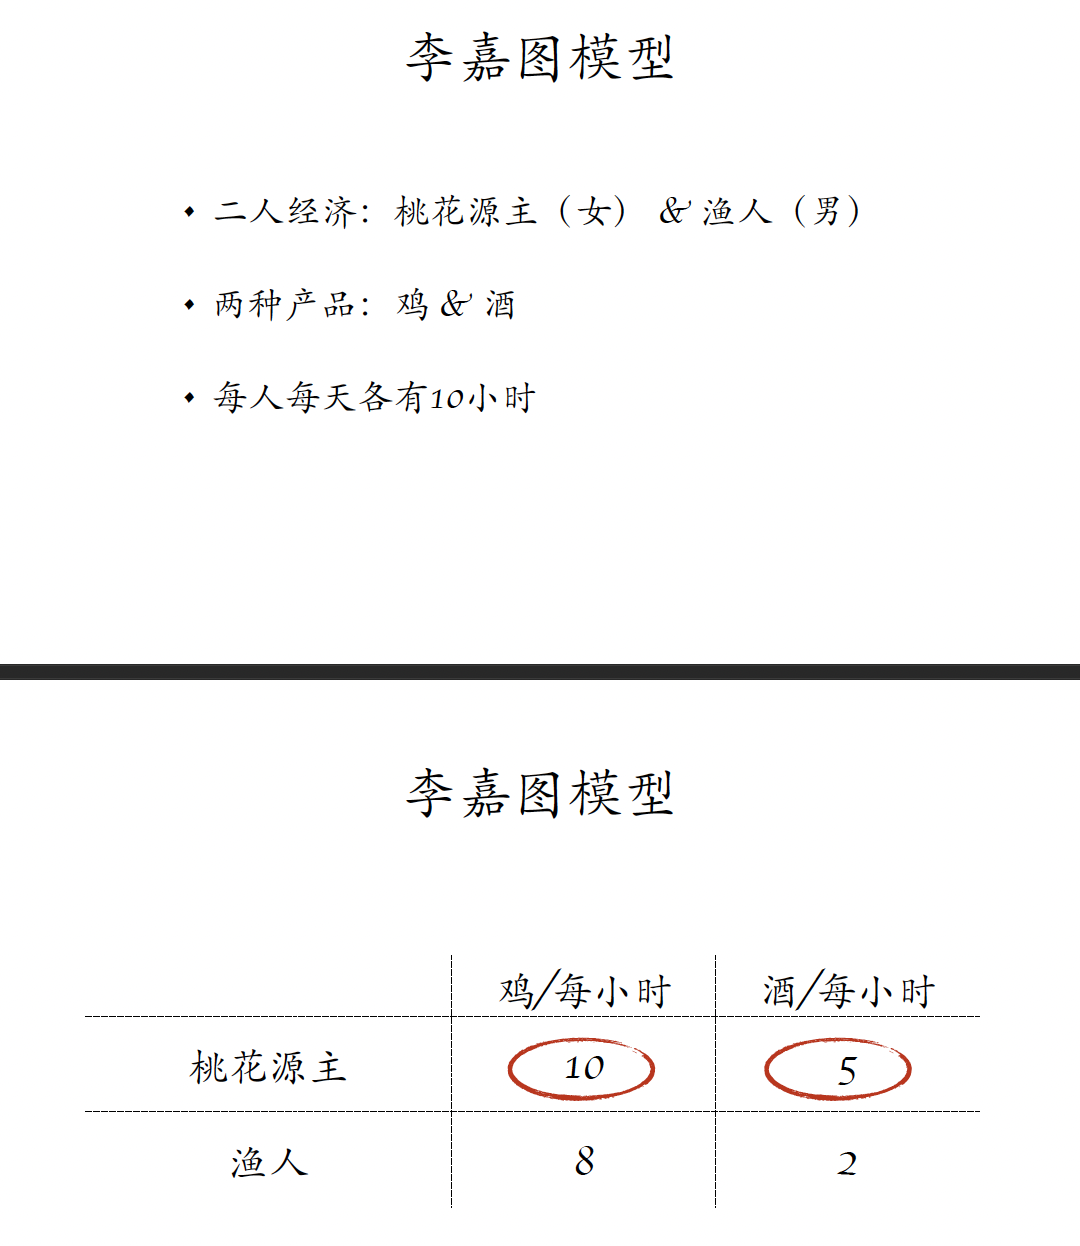 李嘉图模型
二人经济：桃花源主（女） & 渔人（男）
两种产品：鸡 & 酒
每人每天各有10小时
李嘉图模型
鸡/每小时 酒/每小时
桃花源主 10 5
渔人 8 2